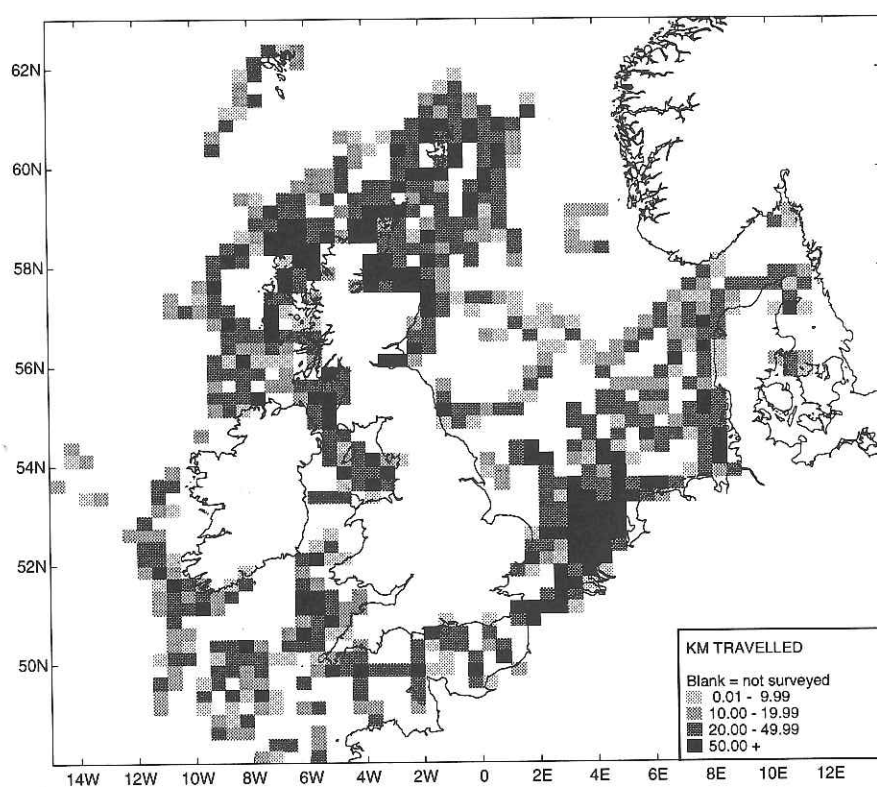 62N
60N
58N
56N
54N
52N
50N
KM TRAVELLED
Blank = not surveyed
0.01 - 9.99
10.00 - 19.99
20.00 - 49.99
50.00 +
14W 12W 10W 8W 6W 4W 2W 0 2E 4E 6E 8E 10E 12E